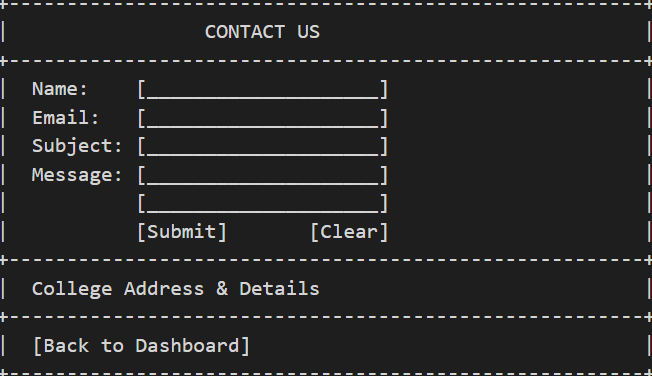 +-------------------------------------------------------+
|                 CONTACT US                            |
+-------------------------------------------------------+
|  Name:    [____________________]                      |
|  Email:   [____________________]                      |
|  Subject: [____________________]                      |
|  Message: [____________________]                      |
|           [____________________]                      |
|           [Submit]       [Clear]                      |
+-------------------------------------------------------+
|  College Address & Details                            |
+-------------------------------------------------------+
|  [Back to Dashboard]                                  |
+-------------------------------------------------------+